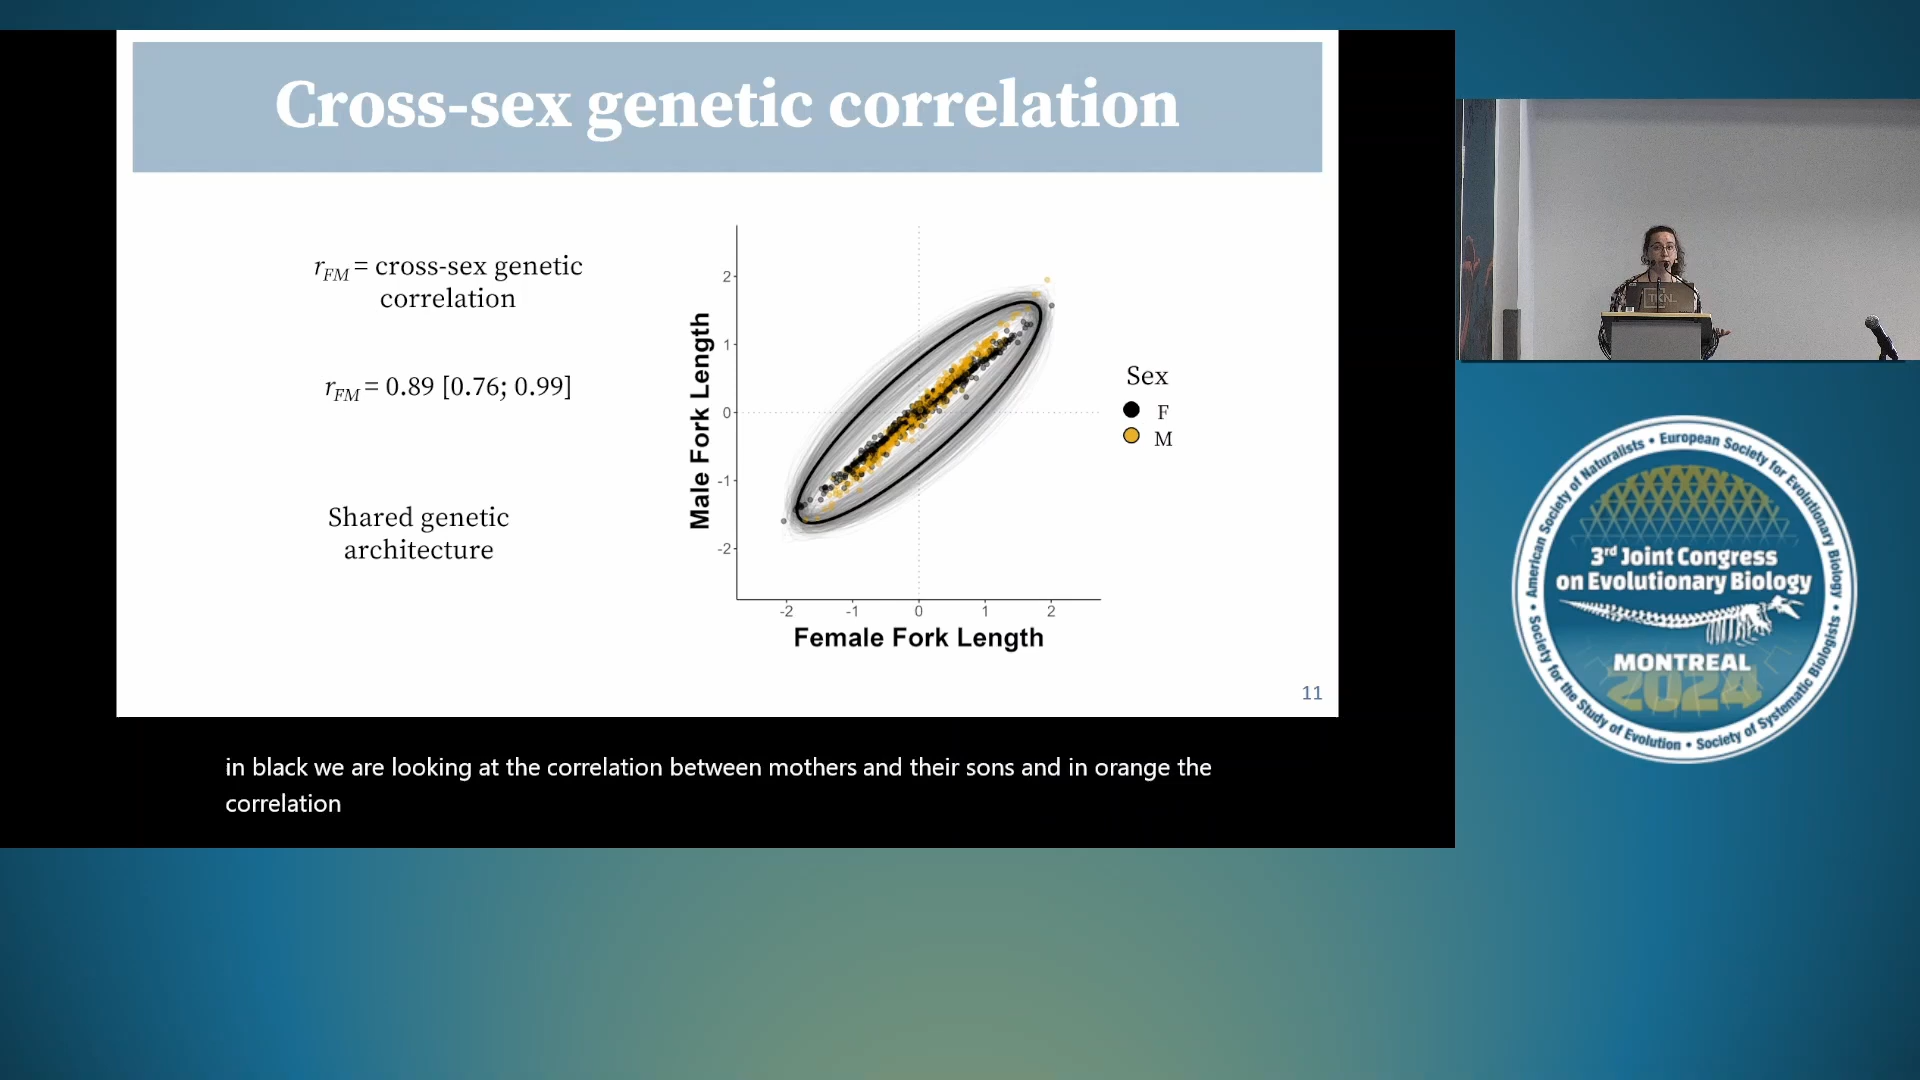 Cross-sex genetic correlation
r_FM = cross-sex genetic
correlation
r_FM = 0.89 [0.76; 0.99]
Shared genetic
architecture
Male Fork Length
2
1
0
-1
-2
-2 -1 0 1 2
Female Fork Length
Sex
F
M
11
in black we are looking at the correlation between mothers and their sons and in orange the
correlation
American Society of Naturalists • European Society for Evolutionary Biology • Society of Systematic Biologists • Society for the Study of Evolution •
3rd Joint Congress
on Evolutionary Biology
MONTREAL
2024